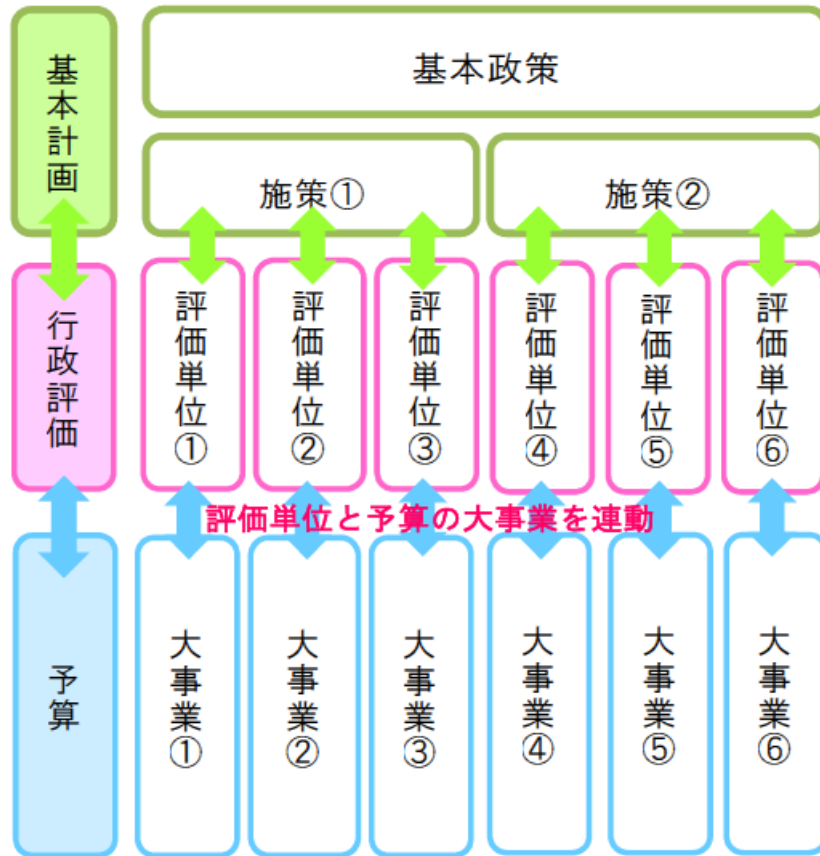 基本計画
基本政策
施策①
施策②
行政評価
評価単位①
評価単位②
評価単位③
評価単位④
評価単位⑤
評価単位⑥
評価単位と予算の大事業を連動
予算
大事業①
大事業②
大事業③
大事業④
大事業⑤
大事業⑥